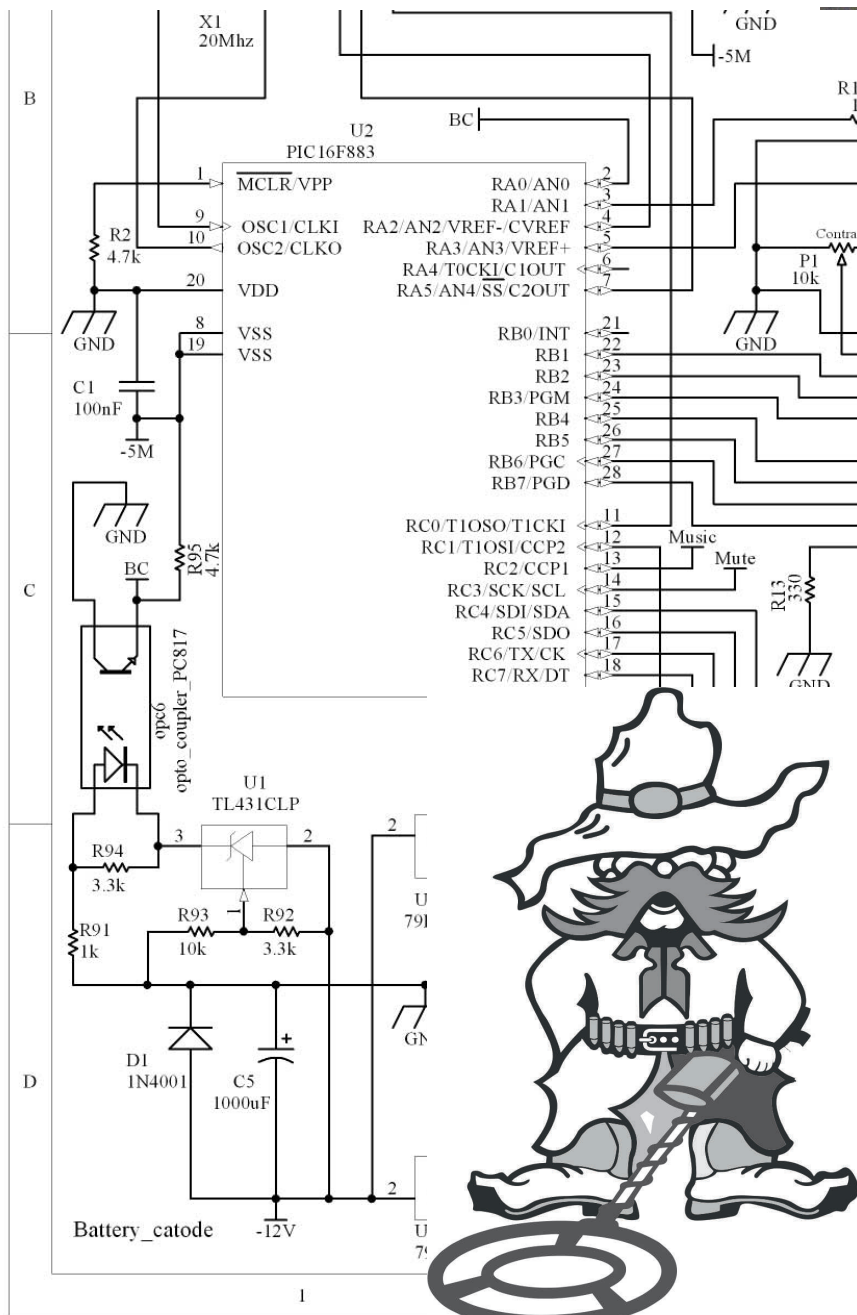 X1
20Mhz
GND
-5M
B
R1
BC
U2
PIC16F883
1
MCLR/VPP
RA0/AN0
2
RA1/AN1
3
9
OSC1/CLKI
RA2/AN2/VREF-/CVREF
4
10
OSC2/CLKO
RA3/AN3/VREF+
5
R2
4.7k
RA4/T0CKI/C1OUT
6
20
VDD
RA5/AN4/SS/C2OUT
7
Contra
P1
10k
GND
8
VSS
RB0/INT
21
GND
19
VSS
RB1
22
RB2
23
C1
100nF
RB3/PGM
24
RB4
25
-5M
RB5
26
RB6/PGC
27
RB7/PGD
28
GND
RC0/T1OSO/T1CKI
11
RC1/T1OSI/CCP2
12
Music
R95
4.7k
BC
RC2/CCP1
13
Mute
C
RC3/SCK/SCL
14
R13
330
RC4/SDI/SDA
15
RC5/SDO
16
RC6/TX/CK
17
RC7/RX/DT
18
GND
opc6
opto_coupler_PC817
U1
TL431CLP
3
2
2
R94
3.3k
U
1
R93
10k
R92
3.3k
R91
1k
D1
1N4001
C5
1000uF
+
D
2
U
Battery_catode
-12V
1